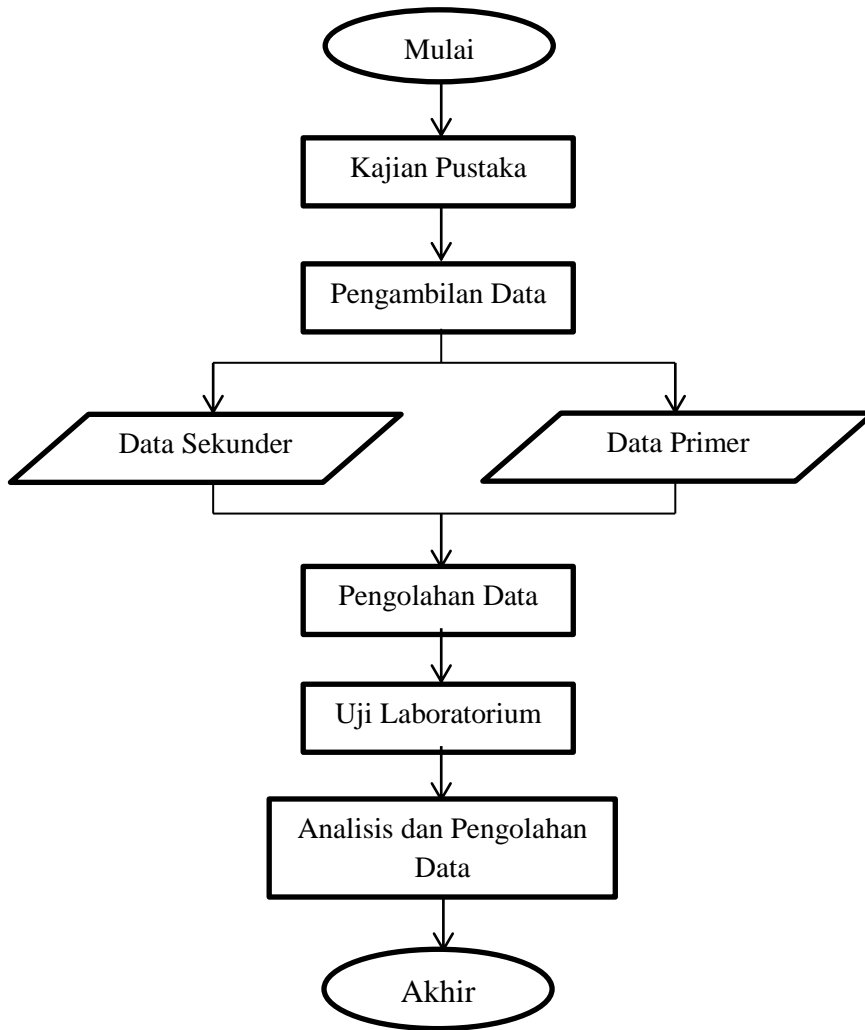 Mulai
Kajian Pustaka
Pengambilan Data
Data Sekunder
Data Primer
Pengolahan Data
Uji Laboratorium
Analisis dan Pengolahan
Data
Akhir